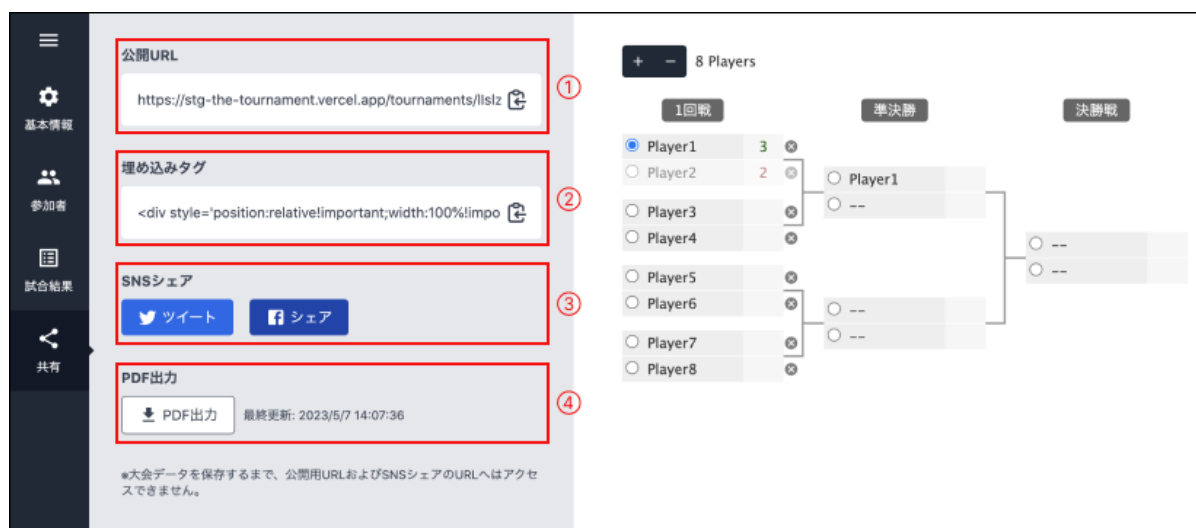 基本情報
参加者
試合結果
共有
公開URL
https://stg-the-tournament.vercel.app/tournaments/llslz
①
埋め込みタグ
<div style='position:relative!important;width:100%!impo
②
SNSシェア
ツイート
シェア
③
PDF出力
PDF出力 最終更新: 2023/5/7 14:07:36
④
※大会データを保存するまで、公開用URLおよびSNSシェアのURLへはアクセ
スできません。
+ − 8 Players
1回戦 準決勝 決勝戦
Player1 3
Player2 2
Player3
Player4
Player5
Player6
Player7
Player8
Player1
--
--
--
--
--